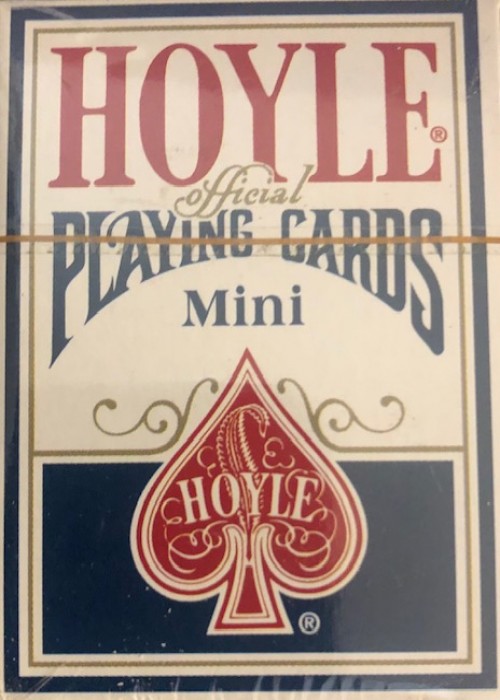 HOYLE®
official
PLAYING CARDS
Mini
HOYLE
®